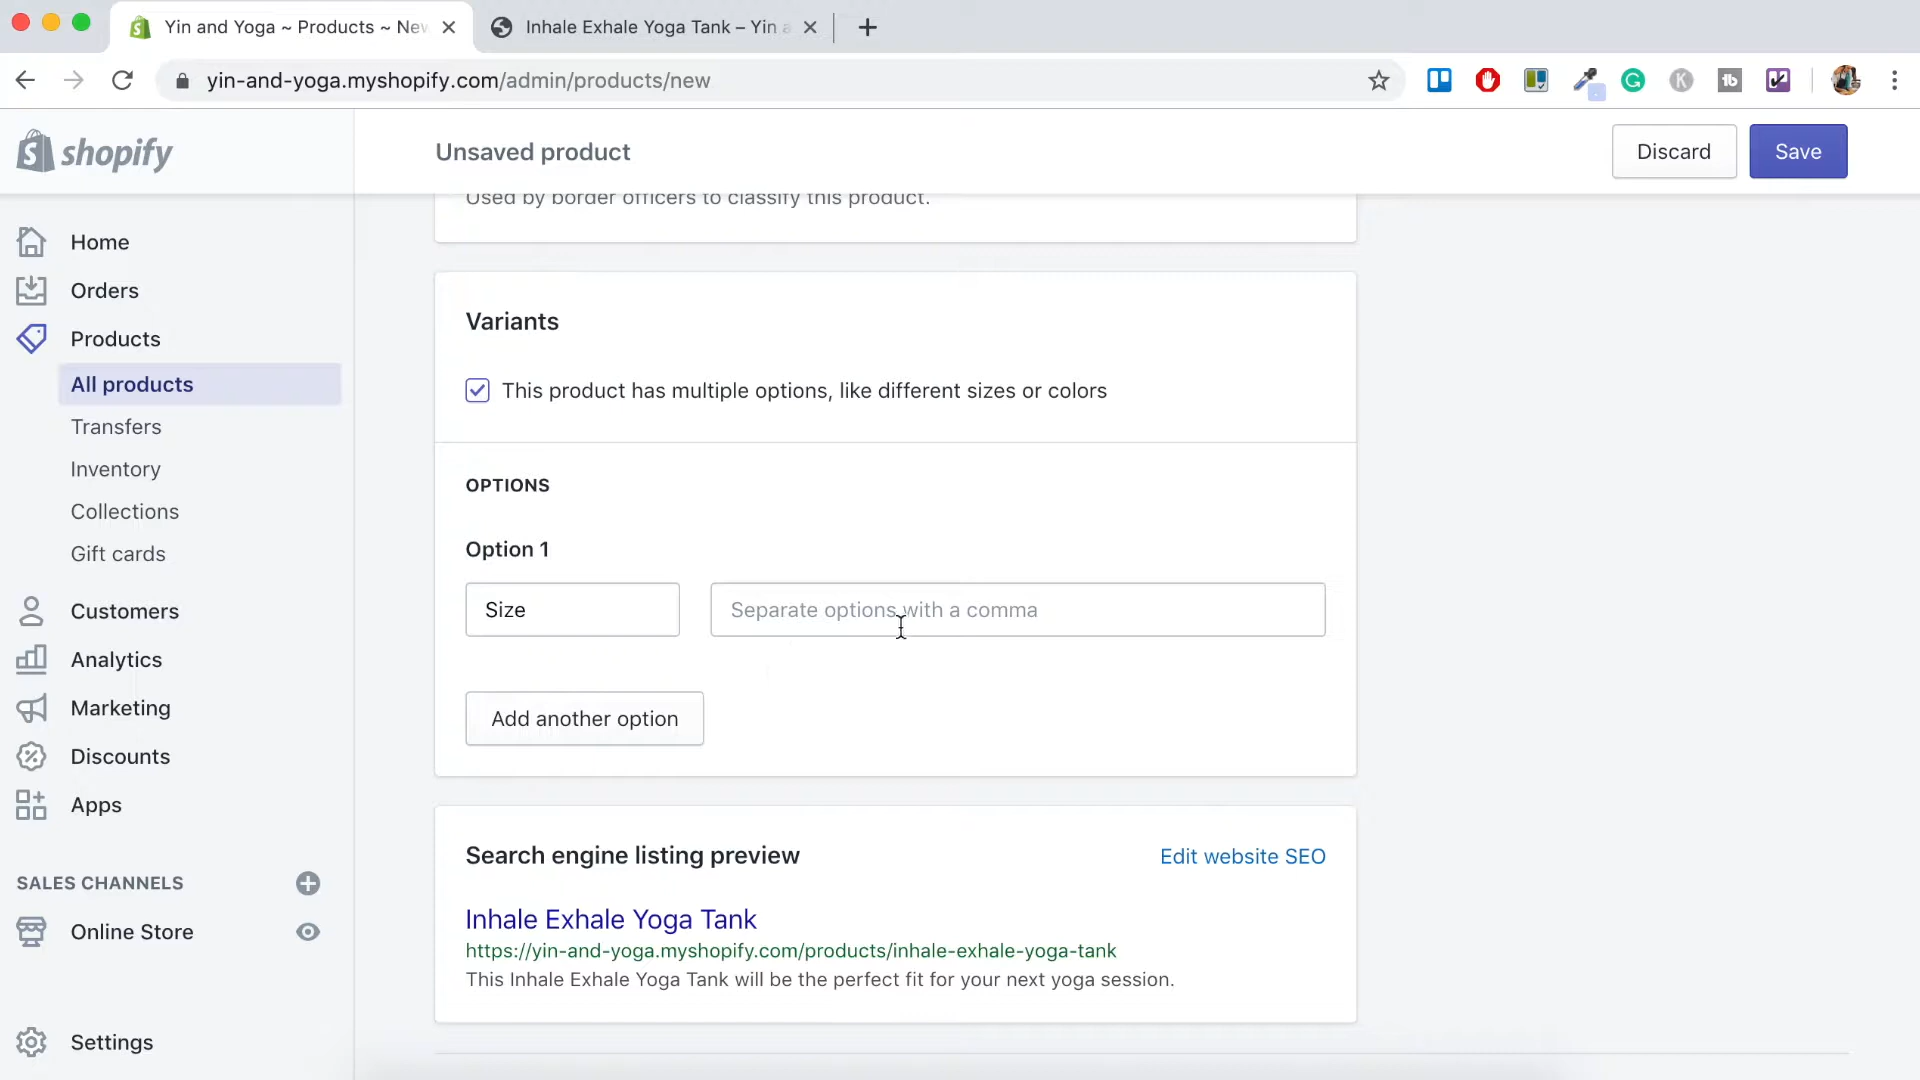 Yin and Yoga ~ Products ~ New
Inhale Exhale Yoga Tank – Yin a
yin-and-yoga.myshopify.com/admin/products/new
shopify
Unsaved product
Discard
Save
Home
Orders
Products
All products
Transfers
Inventory
Collections
Gift cards
Customers
Analytics
Marketing
Discounts
Apps
SALES CHANNELS
Online Store
Settings
Used by border officers to classify this product.
Variants
This product has multiple options, like different sizes or colors
OPTIONS
Option 1
Size
Separate options with a comma
Add another option
Search engine listing preview
Edit website SEO
Inhale Exhale Yoga Tank
https://yin-and-yoga.myshopify.com/products/inhale-exhale-yoga-tank
This Inhale Exhale Yoga Tank will be the perfect fit for your next yoga session.